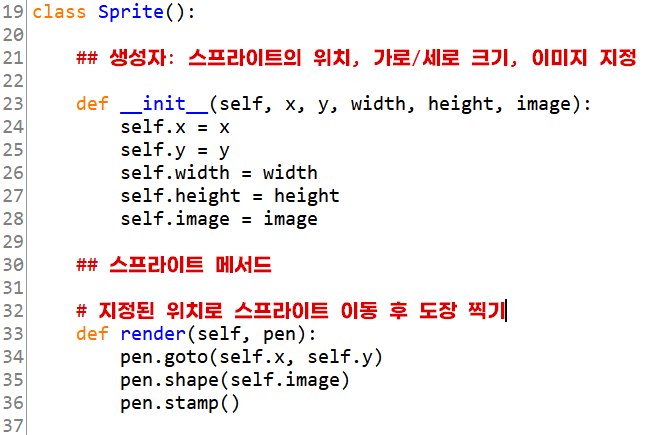 19 class Sprite():
20
21     ## 생성자: 스프라이트의 위치, 가로/세로 크기, 이미지 지정
22
23     def __init__(self, x, y, width, height, image):
24         self.x = x
25         self.y = y
26         self.width = width
27         self.height = height
28         self.image = image
29
30     ## 스프라이트 메서드
31
32     # 지정된 위치로 스프라이트 이동 후 도장 찍기
33     def render(self, pen):
34         pen.goto(self.x, self.y)
35         pen.shape(self.image)
36         pen.stamp()
37